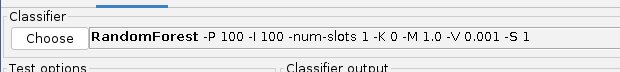 Classifier
Choose RandomForest -P 100 -I 100 -num-slots 1 -K 0 -M 1.0 -V 0.001 -S 1
Test options Classifier output